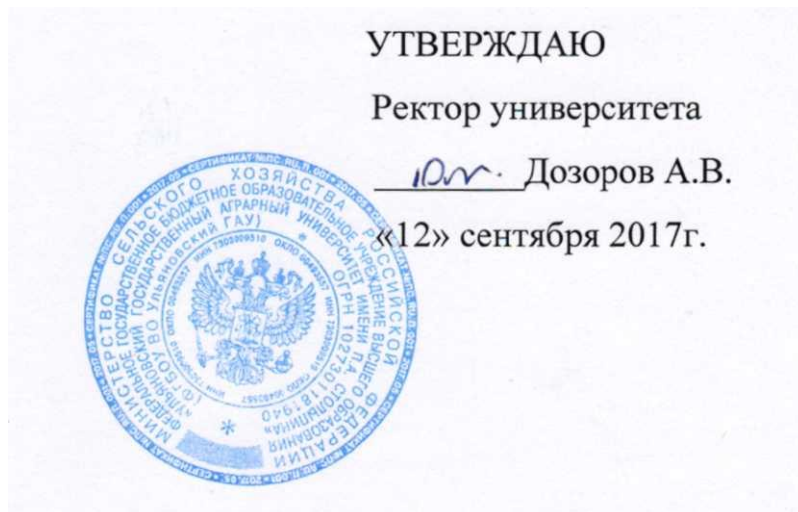 УТВЕРЖДАЮ
Ректор университета
Дозоров А.В.
«12» сентября 2017г.
МИНИСТЕРСТВО СЕЛЬСКОГО ХОЗЯЙСТВА РОССИЙСКОЙ ФЕДЕРАЦИИ
ФЕДЕРАЛЬНОЕ ГОСУДАРСТВЕННОЕ БЮДЖЕТНОЕ ОБРАЗОВАТЕЛЬНОЕ УЧРЕЖДЕНИЕ ВЫСШЕГО ОБРАЗОВАНИЯ
«УЛЬЯНОВСКИЙ ГОСУДАРСТВЕННЫЙ АГРАРНЫЙ УНИВЕРСИТЕТ ИМЕНИ П.А. СТОЛЫПИНА»
(ФГБОУ ВО УЛЬЯНОВСКИЙ ГАУ) * ОГРН 1027301181940 *